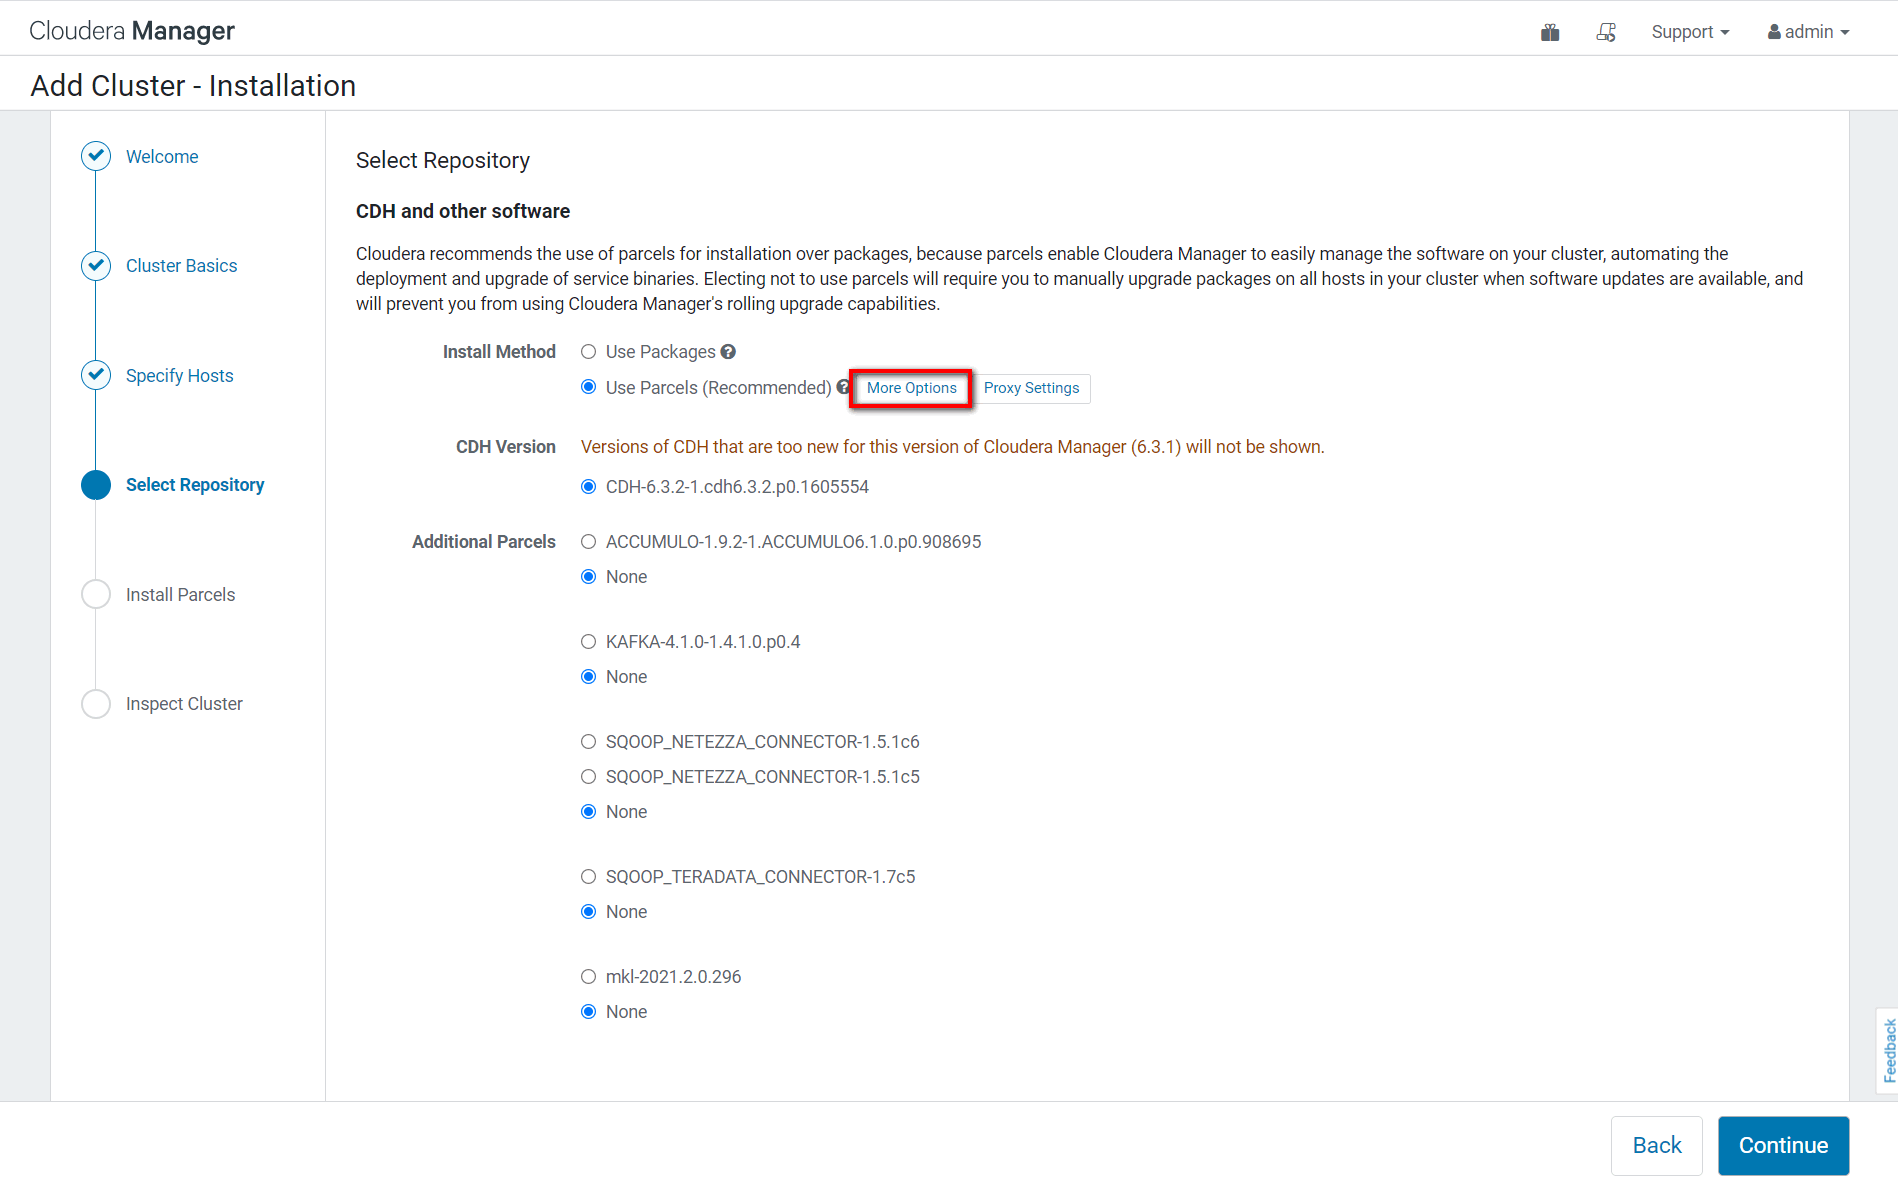 Cloudera Manager
Support
admin
Add Cluster - Installation
Welcome
Cluster Basics
Specify Hosts
Select Repository
Install Parcels
Inspect Cluster
Select Repository
CDH and other software
Cloudera recommends the use of parcels for installation over packages, because parcels enable Cloudera Manager to easily manage the software on your cluster, automating the
deployment and upgrade of service binaries. Electing not to use parcels will require you to manually upgrade packages on all hosts in your cluster when software updates are available, and
will prevent you from using Cloudera Manager's rolling upgrade capabilities.
Install Method
Use Packages ?
Use Parcels (Recommended) ? More Options Proxy Settings
CDH Version
Versions of CDH that are too new for this version of Cloudera Manager (6.3.1) will not be shown.
CDH-6.3.2-1.cdh6.3.2.p0.1605554
Additional Parcels
ACCUMULO-1.9.2-1.ACCUMULO6.1.0.p0.908695
None
KAFKA-4.1.0-1.4.1.0.p0.4
None
SQOOP_NETEZZA_CONNECTOR-1.5.1c6
SQOOP_NETEZZA_CONNECTOR-1.5.1c5
None
SQOOP_TERADATA_CONNECTOR-1.7c5
None
mkl-2021.2.0.296
None
Feedback
Back
Continue